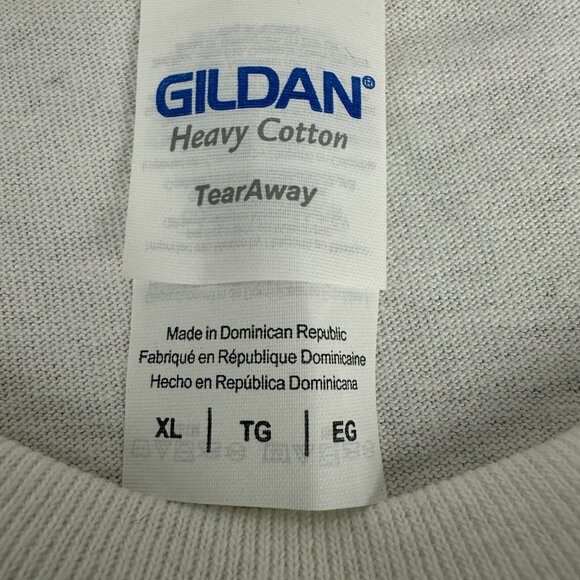 GILDAN®
Heavy Cotton
TearAway
Made in Dominican Republic
Fabriqué en République Dominicaine
Hecho en República Dominicana
XL | TG | EG